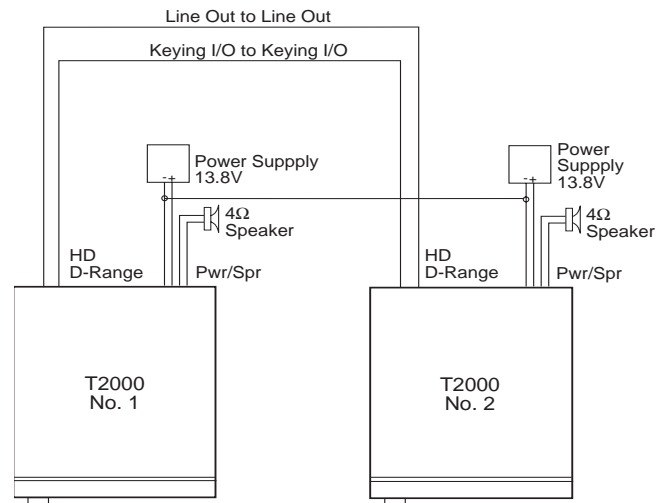 Line Out to Line Out
Keying I/O to Keying I/O
- +
Power Suppply
13.8V
4Ω
Speaker
HD
D-Range
Pwr/Spr
T2000
No. 1
- +
Power
Suppply
13.8V
4Ω
Speaker
HD
D-Range
Pwr/Spr
T2000
No. 2